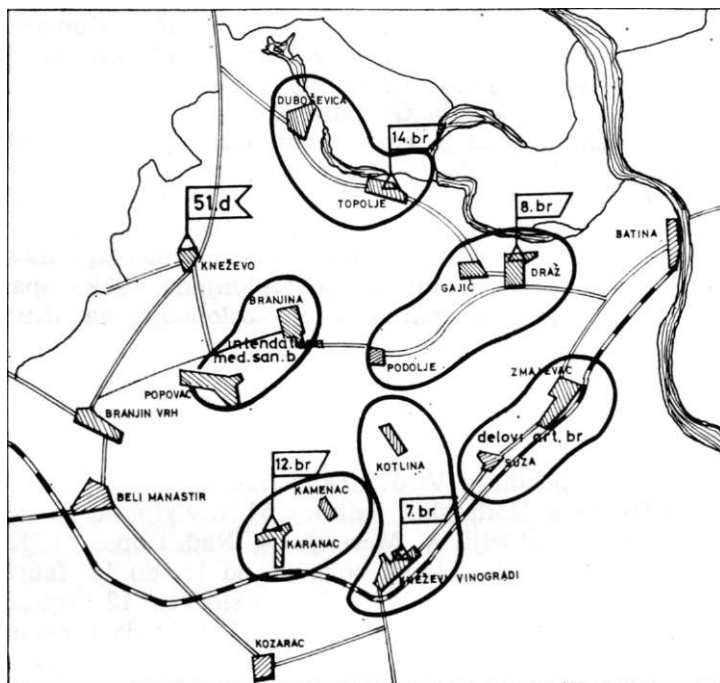 DUBOŠEVICA
14.br
TOPOLJE
51.d
8.br
BATINA
KNEŽEVO
GAJIĆ
DRAŽ
BRANJINA
intendatura
med.san.b
PODOLJE
ZMAJEVAC
POPOVAC
BRANJIN VRH
delovi art. br
KOTLINA
SUZA
12.br
BELI MANASTIR
KAMENAC
7.br
KARANAC
KNEŽEVI VINOGRADI
KOZARAC